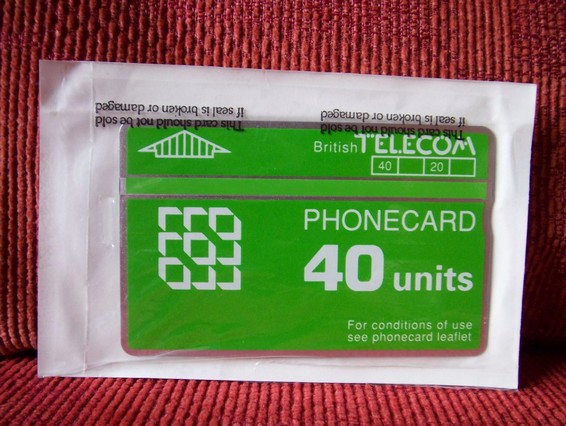 This card should not be sold
if seal is broken or damaged
This card should not be sold
if seal is broken or damaged
British TELECOM
40 20
PHONECARD
40 units
For conditions of use
see phonecard leaflet